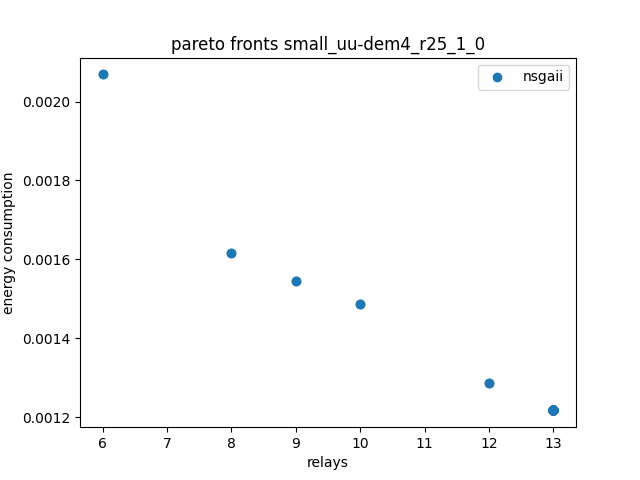 pareto fronts small_uu-dem4_r25_1_0
nsgaii
0.0020
0.0018
0.0016
0.0014
0.0012
energy consumption
6 7 8 9 10 11 12 13
relays